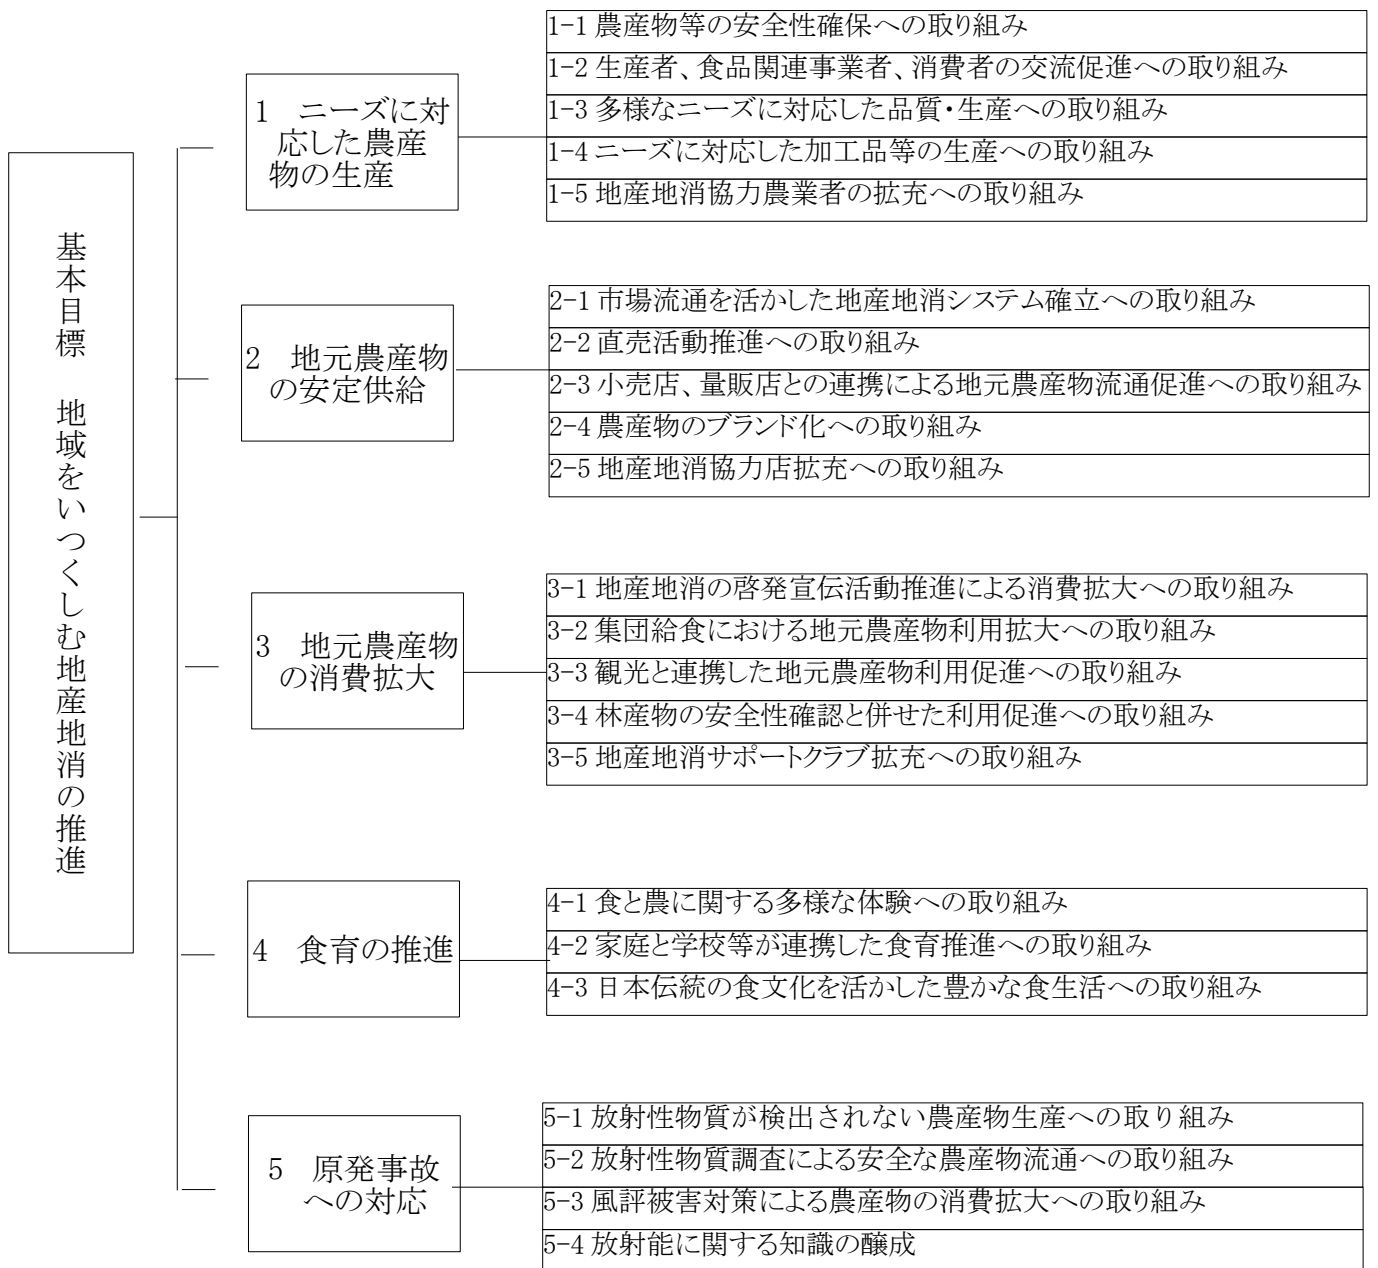 基本目標　地域をいつくしむ地産地消の推進
1　ニーズに対
応した農産
物の生産
1-1 農産物等の安全性確保への取り組み
1-2 生産者、食品関連事業者、消費者の交流促進への取り組み
1-3 多様なニーズに対応した品質・生産への取り組み
1-4 ニーズに対応した加工品等の生産への取り組み
1-5 地産地消協力農業者の拡充への取り組み
2　地元農産物
の安定供給
2-1 市場流通を活かした地産地消システム確立への取り組み
2-2 直売活動推進への取り組み
2-3 小売店、量販店との連携による地元農産物流通促進への取り組み
2-4 農産物のブランド化への取り組み
2-5 地産地消協力店拡充への取り組み
3　地元農産物
の消費拡大
3-1 地産地消の啓発宣伝活動推進による消費拡大への取り組み
3-2 集団給食における地元農産物利用拡大への取り組み
3-3 観光と連携した地元農産物利用促進への取り組み
3-4 林産物の安全性確認と併せた利用促進への取り組み
3-5 地産地消サポートクラブ拡充への取り組み
4　食育の推進
4-1 食と農に関する多様な体験への取り組み
4-2 家庭と学校等が連携した食育推進への取り組み
4-3 日本伝統の食文化を活かした豊かな食生活への取り組み
5　原発事故
への対応
5-1 放射性物質が検出されない農産物生産への取り組み
5-2 放射性物質調査による安全な農産物流通への取り組み
5-3 風評被害対策による農産物の消費拡大への取り組み
5-4 放射能に関する知識の醸成